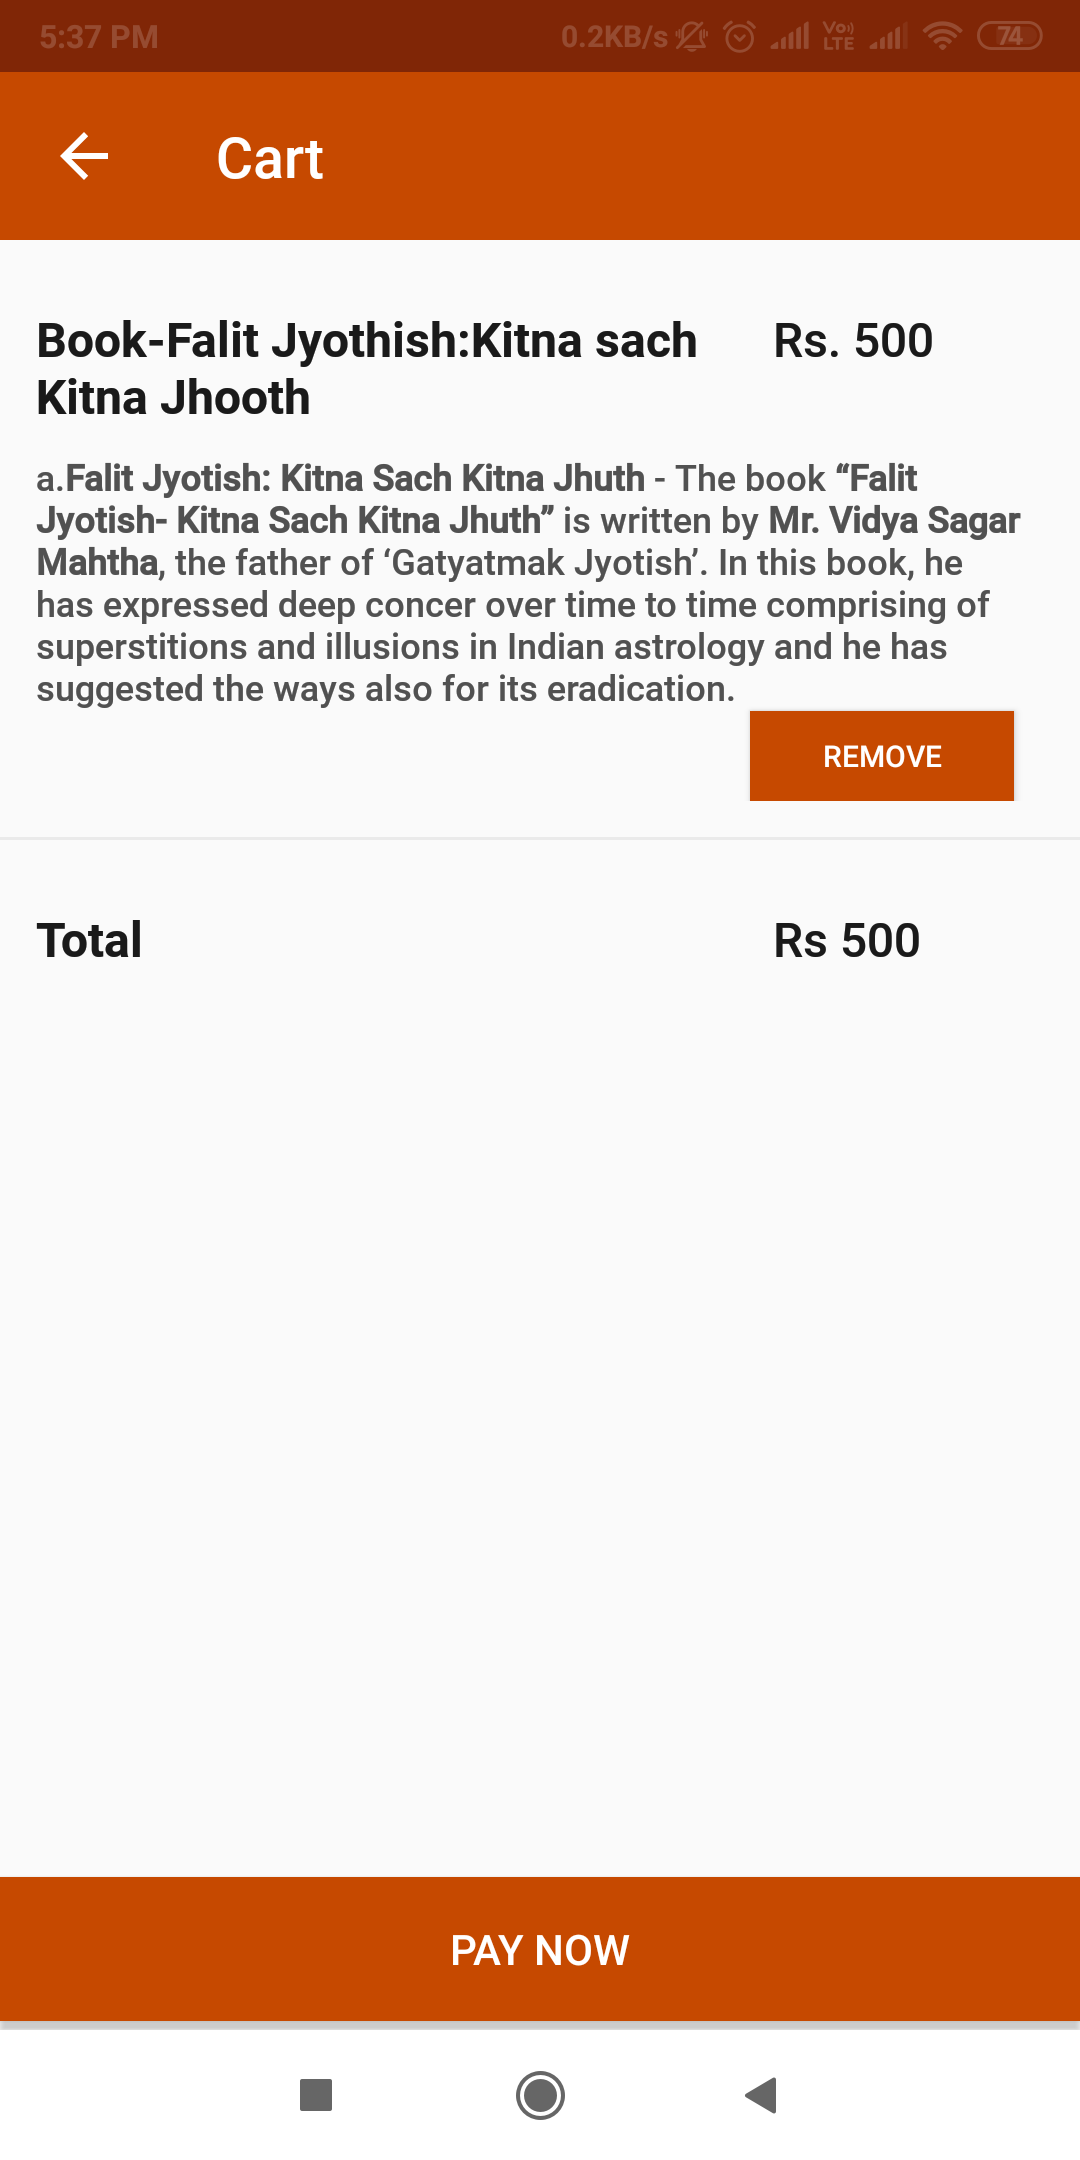 5:37 PM 0.2KB/s Vo) LTE 74
Cart
Book-Falit Jyothish:Kitna sach Rs. 500
Kitna Jhooth
a.Falit Jyotish: Kitna Sach Kitna Jhuth - The book “Falit
Jyotish- Kitna Sach Kitna Jhuth” is written by Mr. Vidya Sagar
Mahtha, the father of ‘Gatyatmak Jyotish’. In this book, he
has expressed deep concer over time to time comprising of
superstitions and illusions in Indian astrology and he has
suggested the ways also for its eradication.
REMOVE
Total Rs 500
PAY NOW